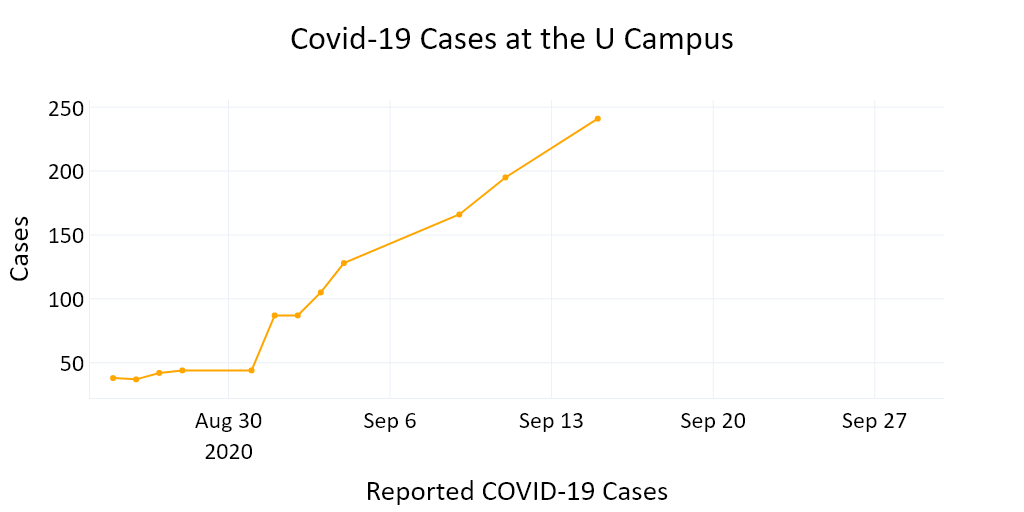 Covid-19 Cases at the U Campus
250
200
150
100
50
Cases
Aug 30 Sep 6 Sep 13 Sep 20 Sep 27
2020
Reported COVID-19 Cases